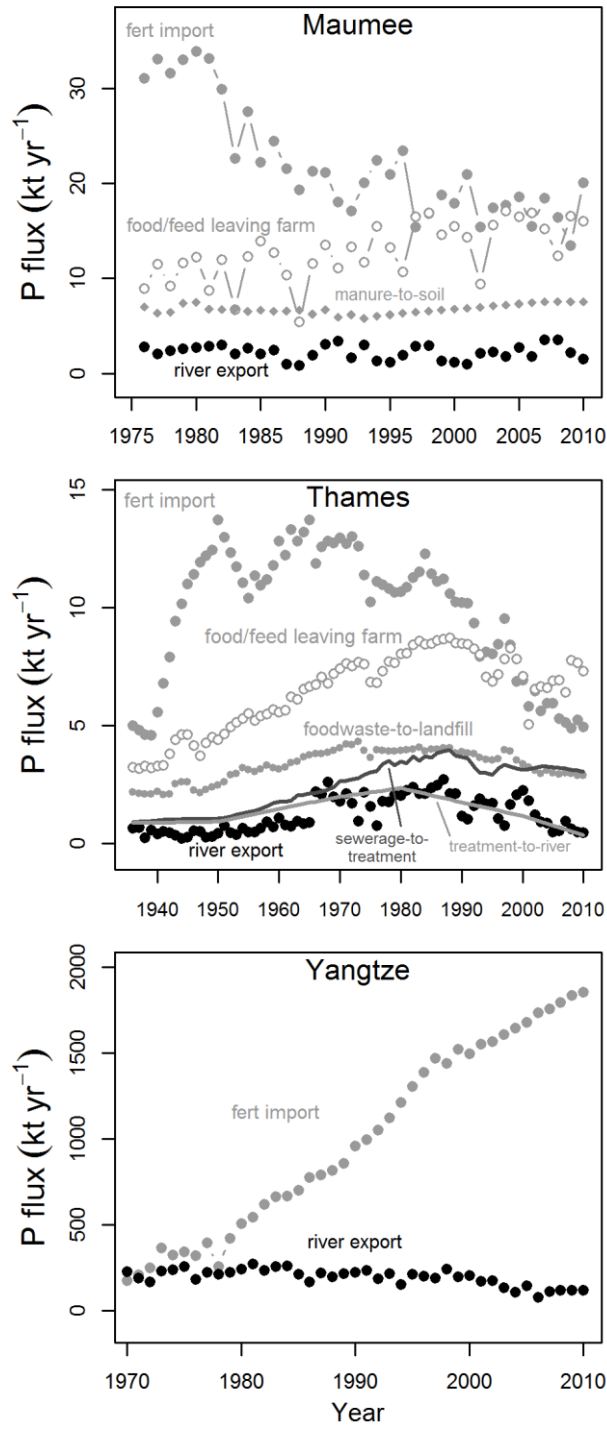 Maumee
fert import
food/feed leaving farm
manure-to-soil
river export
P flux (kt yr⁻¹)
0
10
20
30
1975 1980 1985 1990 1995 2000 2005 2010
Thames
fert import
food/feed leaving farm
foodwaste-to-landfill
river export
sewerage-to-
treatment
treatment-to-river
P flux (kt yr⁻¹)
0
5
10
15
1940 1950 1960 1970 1980 1990 2000 2010
Yangtze
fert import
river export
P flux (kt yr⁻¹)
0
500
1000
1500
2000
1970 1980 1990 2000 2010
Year